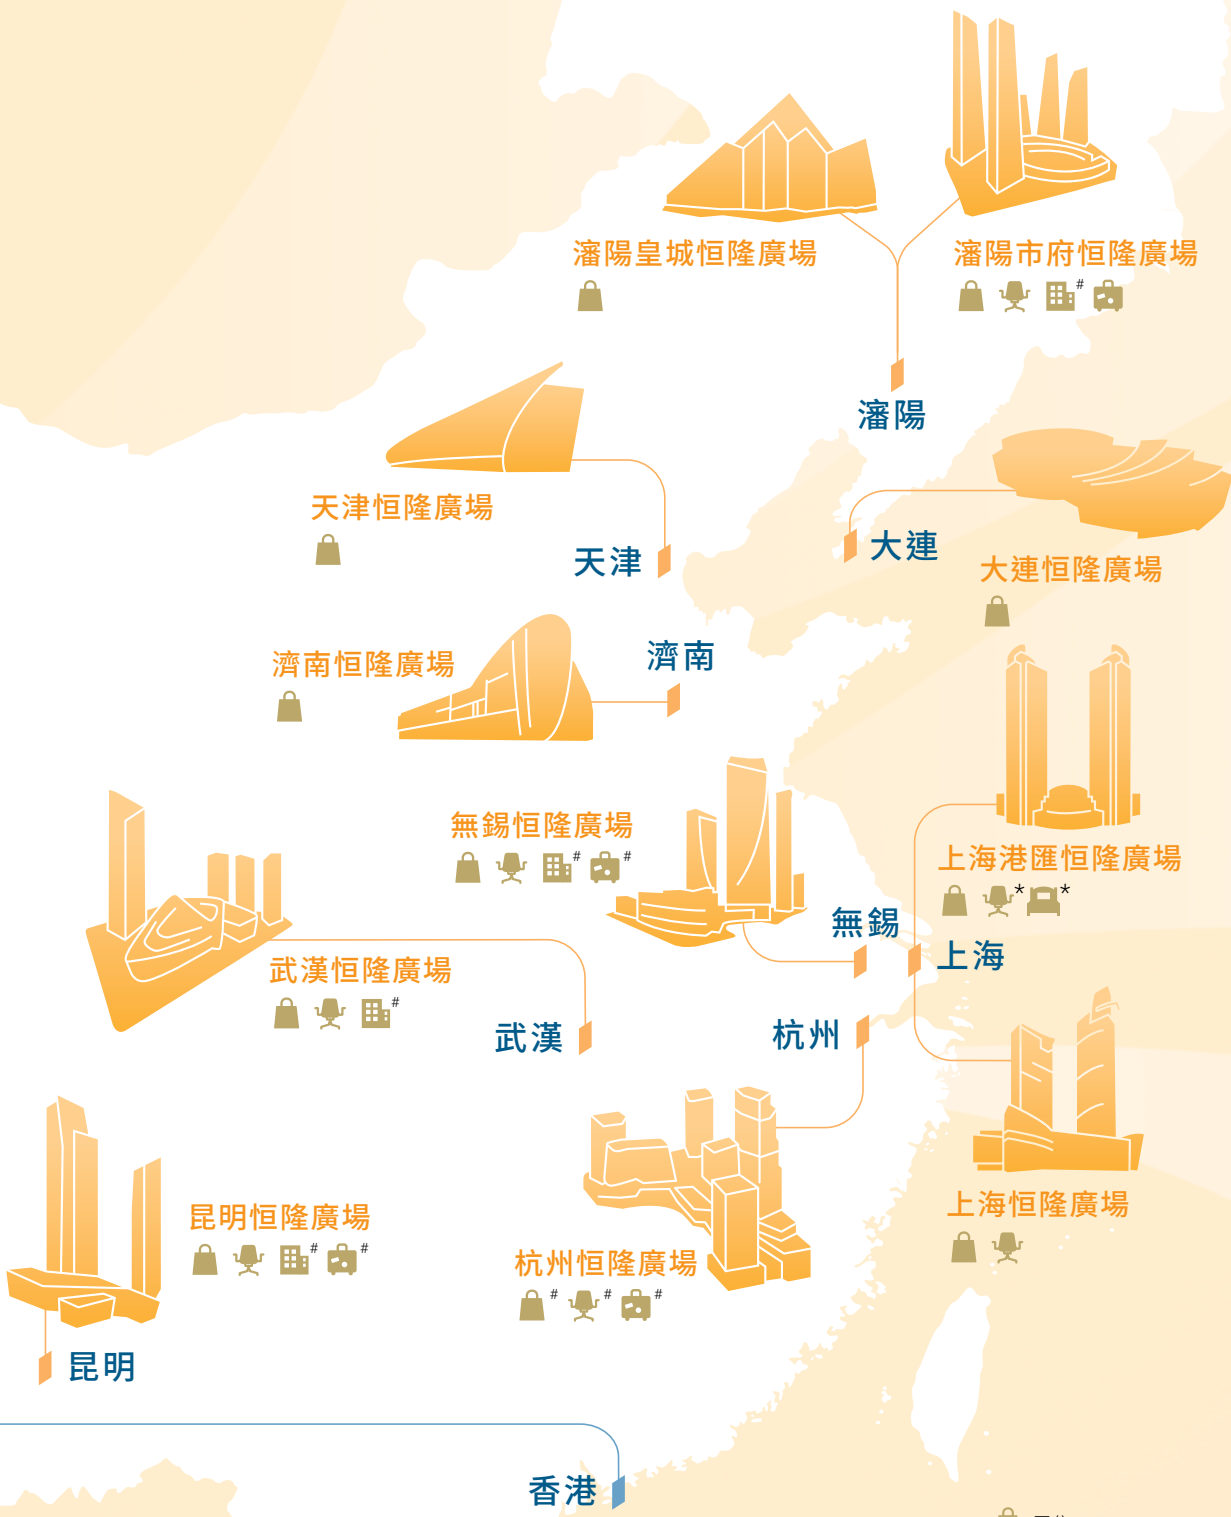 瀋陽皇城恒隆廣場
瀋陽市府恒隆廣場
#
瀋陽
天津恒隆廣場
天津
大連
大連恒隆廣場
濟南恒隆廣場
濟南
無錫恒隆廣場
# #
上海港匯恒隆廣場
* *
無錫
上海
武漢恒隆廣場
#
武漢
杭州
昆明恒隆廣場
# #
上海恒隆廣場
杭州恒隆廣場
# # #
昆明
香港